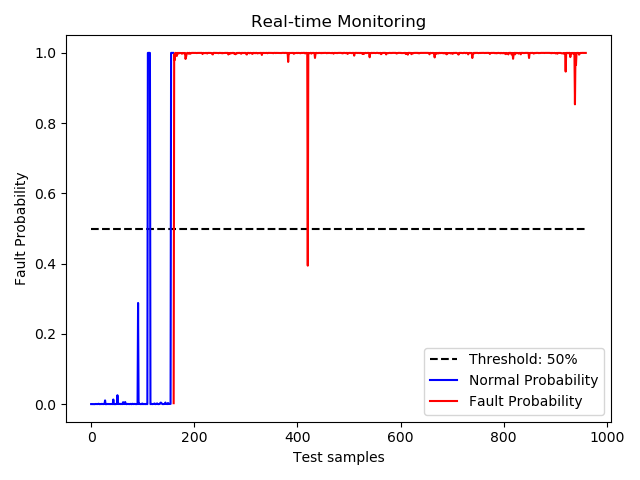 Real-time Monitoring
Fault Probability
1.0
0.8
0.6
0.4
0.2
0.0
Threshold: 50%
Normal Probability
Fault Probability
0
200
400
600
800
1000
Test samples